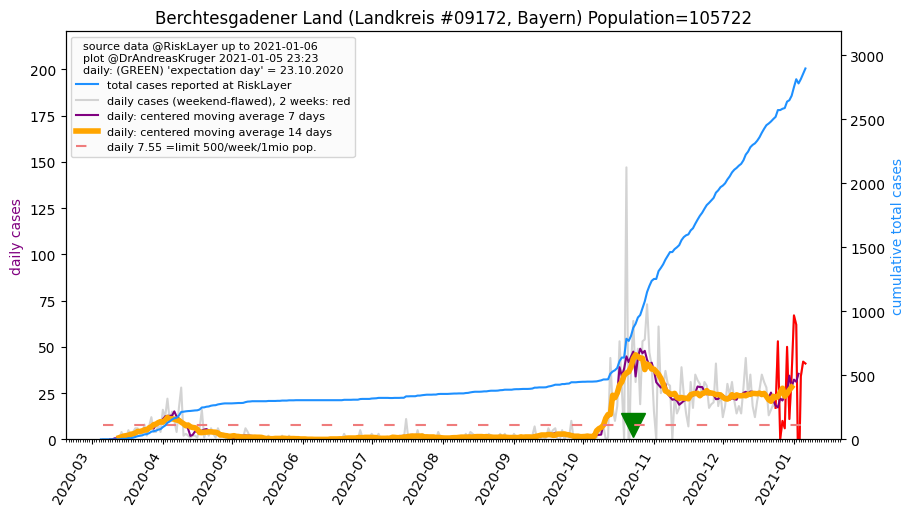 Berchtesgadener Land (Landkreis #09172, Bayern) Population=105722
source data @RiskLayer up to 2021-01-06
plot @DrAndreasKruger 2021-01-05 23:23
daily: (GREEN) 'expectation day' = 23.10.2020
total cases reported at RiskLayer
daily cases (weekend-flawed), 2 weeks: red
daily: centered moving average 7 days
daily: centered moving average 14 days
daily 7.55 =limit 500/week/1mio pop.
daily cases
200
175
150
125
100
75
50
25
0
cumulative total cases
3000
2500
2000
1500
1000
500
0
2020-03
2020-04
2020-05
2020-06
2020-07
2020-08
2020-09
2020-10
2020-11
2020-12
2021-01